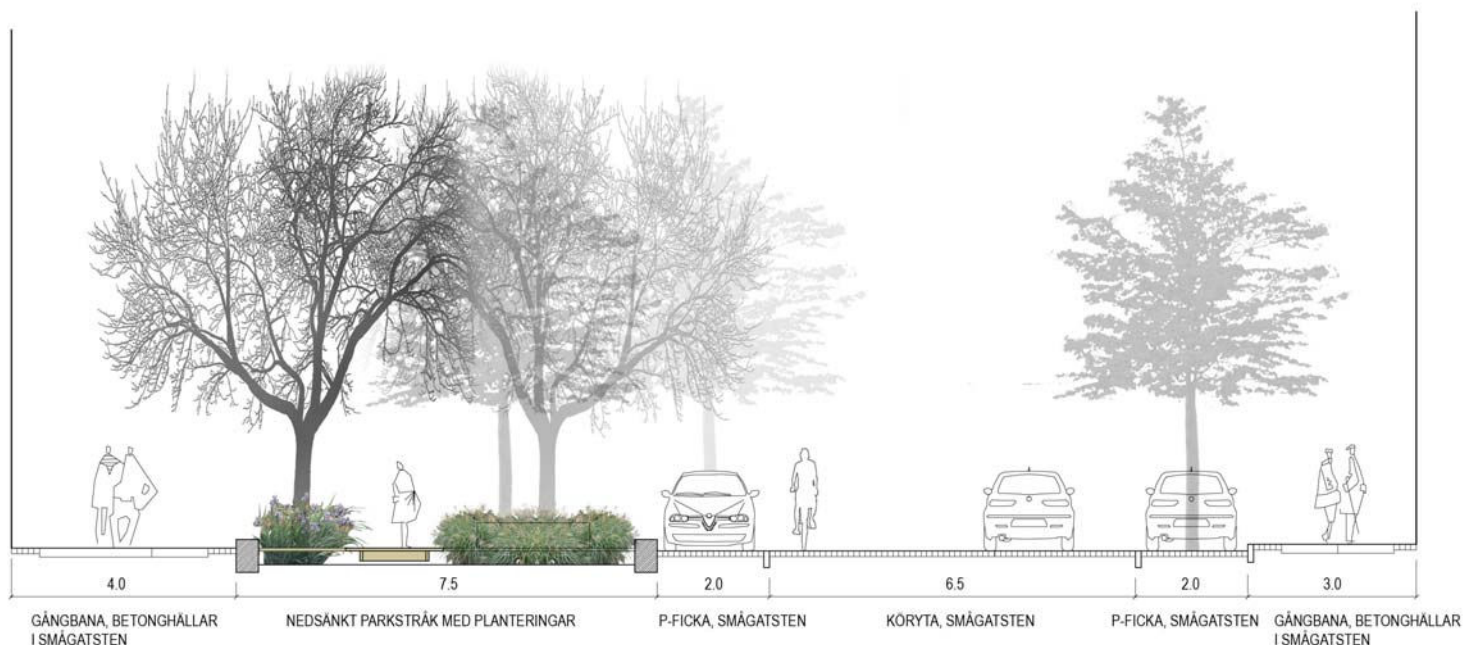 4.0
7.5
2.0
6.5
2.0
3.0
GÅNGBANA, BETONGHÄLLAR
I SMÅGATSTEN
NEDSÄNKT PARKSTRÅK MED PLANTERINGAR
P-FICKA, SMÅGATSTEN
KÖRYTA, SMÅGATSTEN
P-FICKA, SMÅGATSTEN
GÅNGBANA, BETONGHÄLLAR
I SMÅGATSTEN